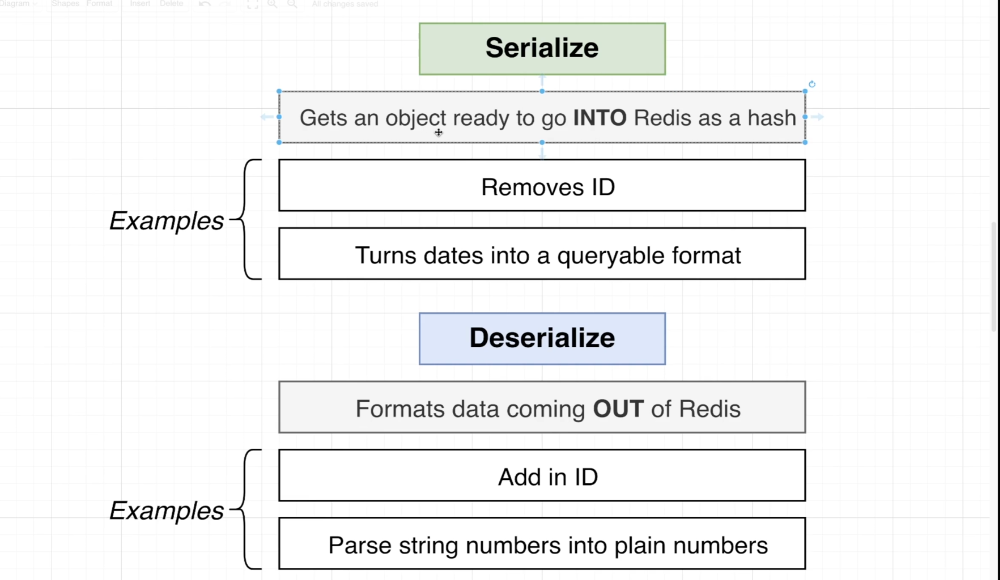 Diagram Shapes Format Insert Delete All changes saved
Serialize
Gets an object ready to go INTO Redis as a hash
Removes ID
Examples
Turns dates into a queryable format
Deserialize
Formats data coming OUT of Redis
Add in ID
Examples
Parse string numbers into plain numbers